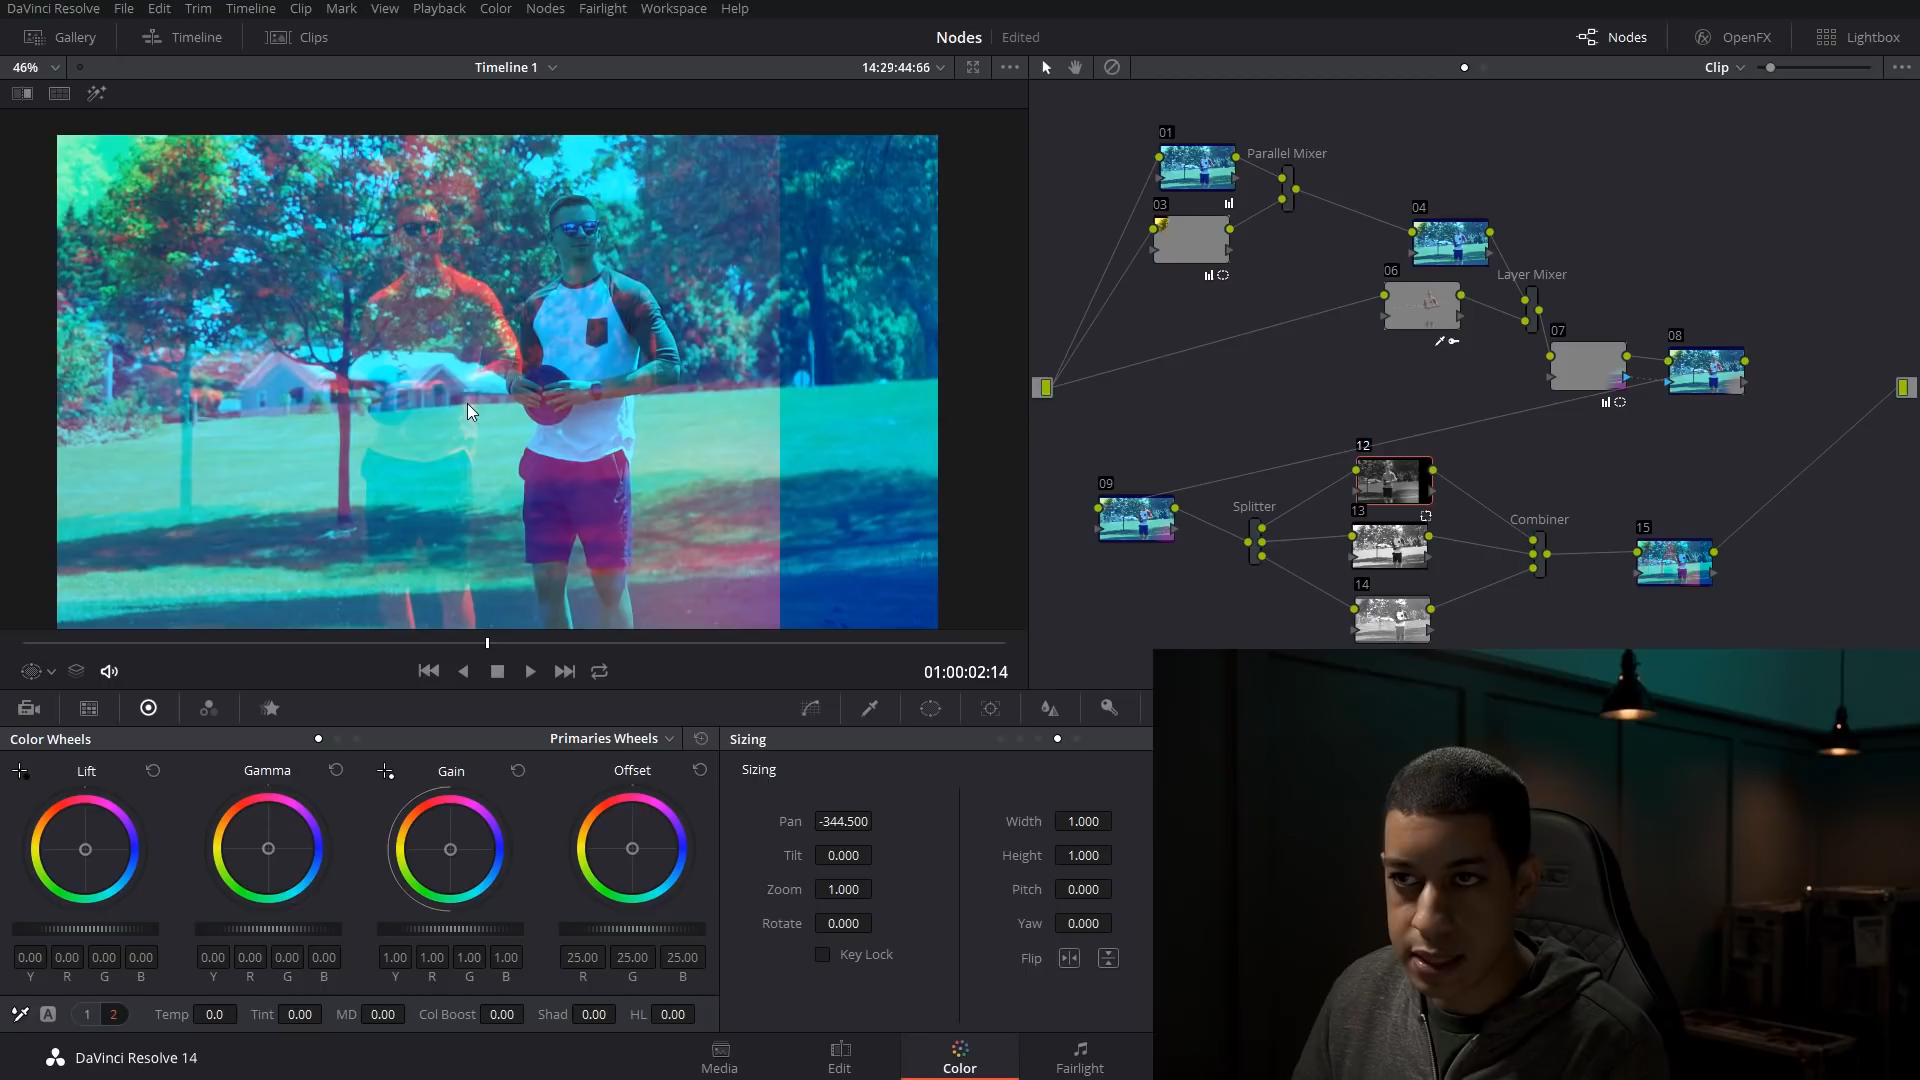 DaVinci Resolve File Edit Trim Timeline Clip Mark View Playback Color Nodes Fairlight Workspace Help
Gallery Timeline Clips Nodes Edited Nodes OpenFX Lightbox
46% Timeline 1 14:29:44:66 Clip
01
Parallel Mixer
03
04
06
Layer Mixer
07
08
12
09
Splitter
13
Combiner
15
14
01:00:02:14
Color Wheels Primaries Wheels Sizing
Lift Gamma Gain Offset Sizing
Pan -344.500 Width 1.000
Tilt 0.000 Height 1.000
Zoom 1.000 Pitch 0.000
Rotate 0.000 Yaw 0.000
Key Lock Flip
0.00 0.00 0.00 0.00 0.00 0.00 0.00 0.00 1.00 1.00 1.00 1.00 25.00 25.00 25.00
Y R G B Y R G B Y R G B R G B
A 1 2 Temp 0.0 Tint 0.00 MD 0.00 Col Boost 0.00 Shad 0.00 HL 0.00
DaVinci Resolve 14 Media Edit Color Fairlight